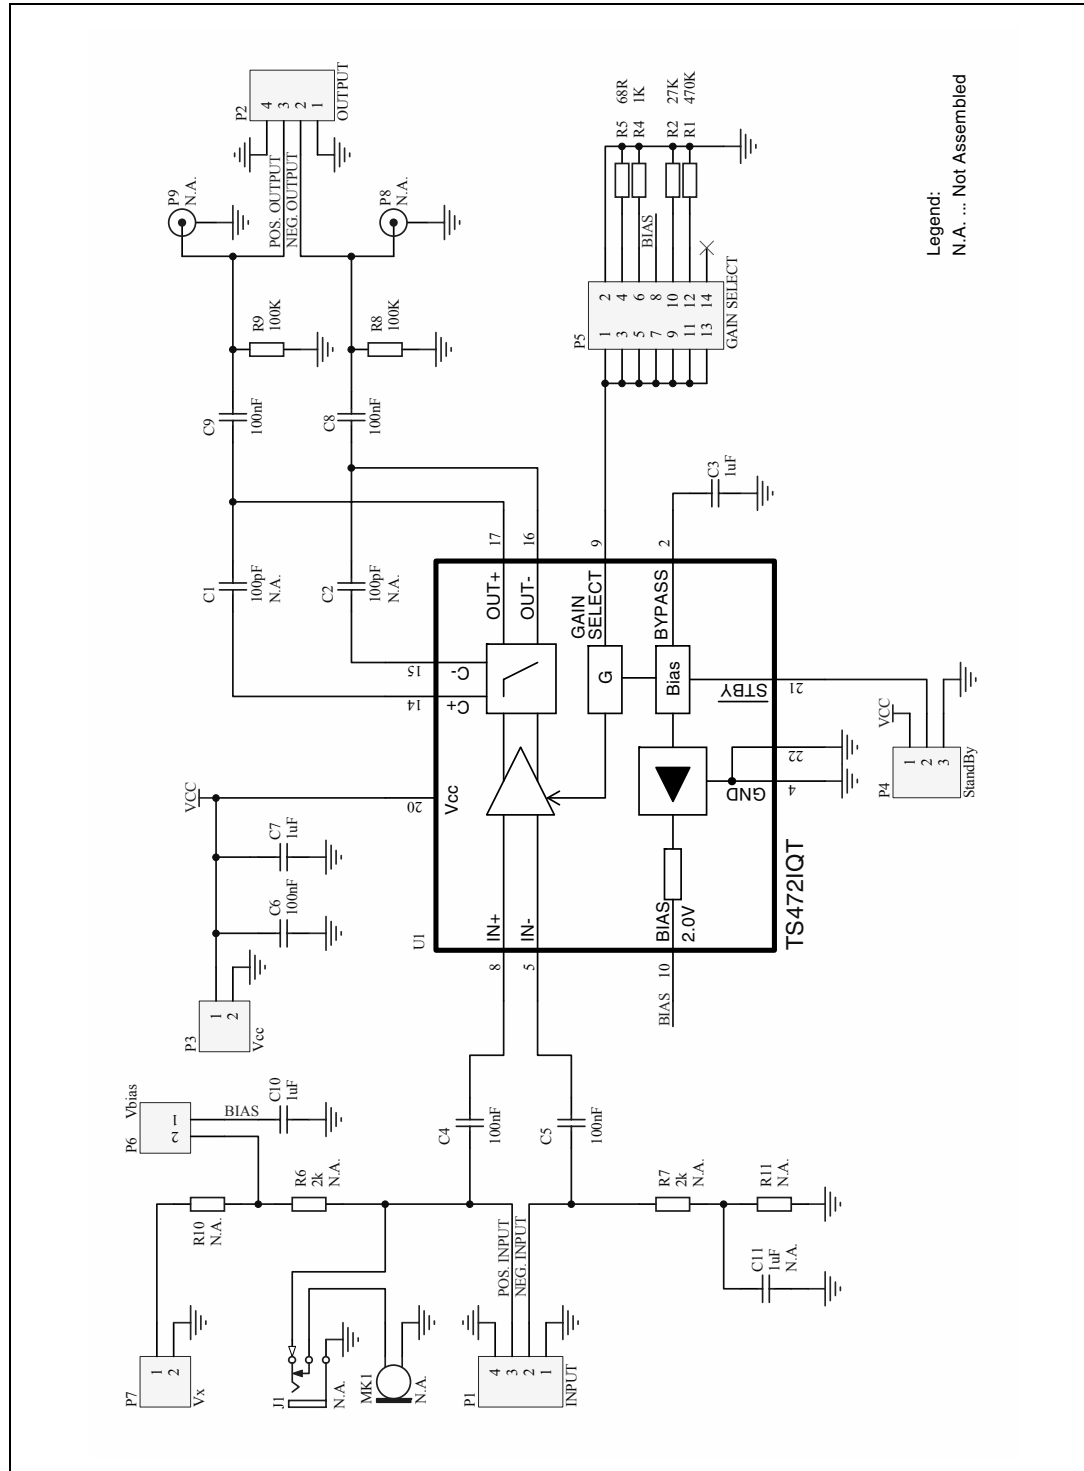 P7
1
2
Vx
R10
N.A.
P6
Vbias
2
1
BIAS
C10
1uF
R6
2k
N.A.
J1
N.A.
MK1
N.A.
P1
4
3
2
1
INPUT
POS. INPUT
NEG. INPUT
C4
100nF
C5
100nF
R7
2k
N.A.
R11
N.A.
C11
1uF
N.A.
P3
1
2
Vcc
C6
100nF
C7
1uF
VCC
20
Vcc
U1
8
IN+
5
IN-
BIAS
10
BIAS
2.0V
TS472IQT
G
Bias
GAIN
SELECT
9
BYPASS
2
STBY
21
GND
4
22
14
C+
15
C-
OUT+
17
OUT-
16
C1
100pF
N.A.
C2
100pF
N.A.
C3
1uF
P4
1
2
3
StandBy
VCC
C9
100nF
C8
100nF
R9
100K
R8
100K
P9
N.A.
P8
N.A.
POS. OUTPUT
NEG. OUTPUT
P2
4
3
2
1
OUTPUT
P5
1 2
3 4
5 6
7 8
9 10
11 12
13 14
GAIN SELECT
BIAS
R5 68R
R4 1K
R2 27K
R1 470K
Legend:
N.A. ... Not Assembled